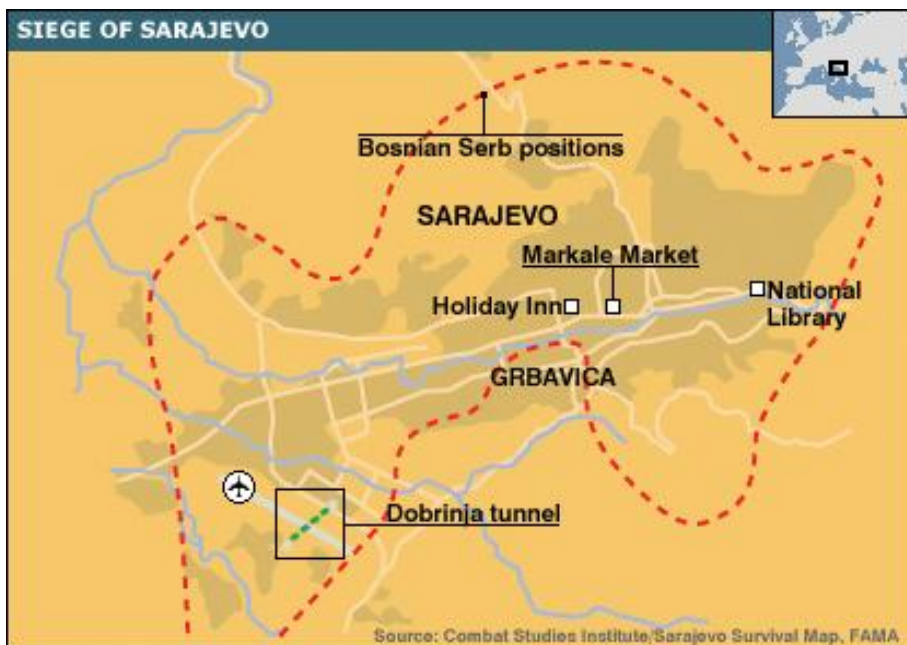 SIEGE OF SARAJEVO
Bosnian Serb positions
SARAJEVO
Markale Market
Holiday Inn
National
Library
GRBAVICA
Dobrinja tunnel
Source: Combat Studies Institute/Sarajevo Survival Map, FAMA